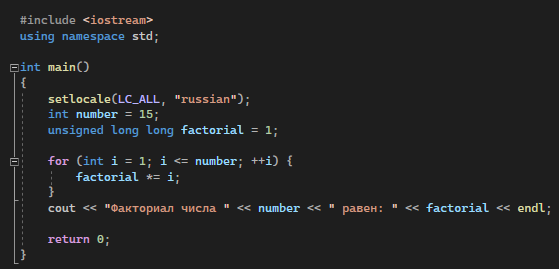 #include <iostream>
using namespace std;
int main()
{
setlocale(LC_ALL, "russian");
int number = 15;
unsigned long long factorial = 1;
for (int i = 1; i <= number; ++i) {
factorial *= i;
}
cout << "Факториал числа " << number << " равен: " << factorial << endl;
return 0;
}